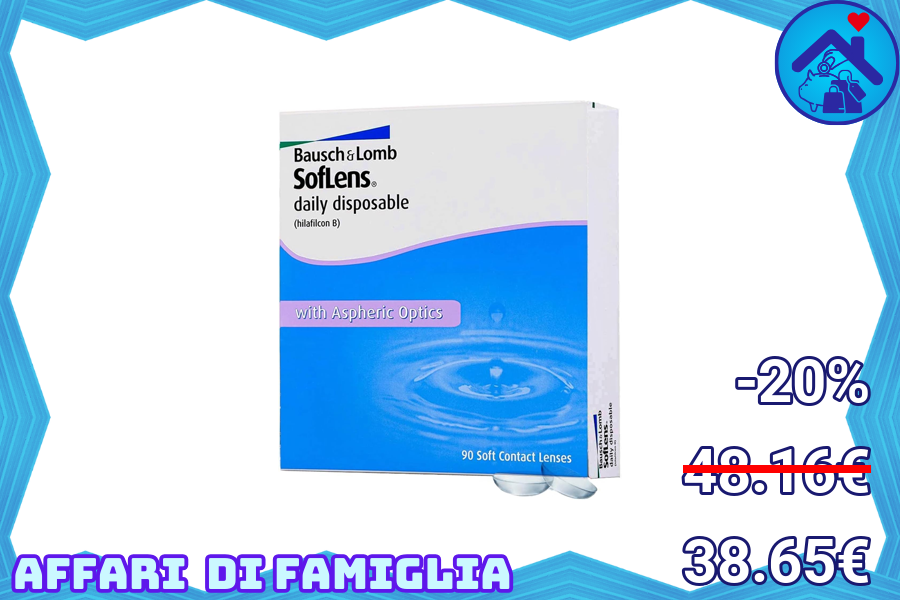 Bausch & Lomb
SofLens®
daily disposable
(hilafilcon B)
with Aspheric Optics
90 Soft Contact Lenses
Bausch & Lomb
SofLens
daily disposable
-20%
48.16€
38.65€
AFFARI DI FAMIGLIA